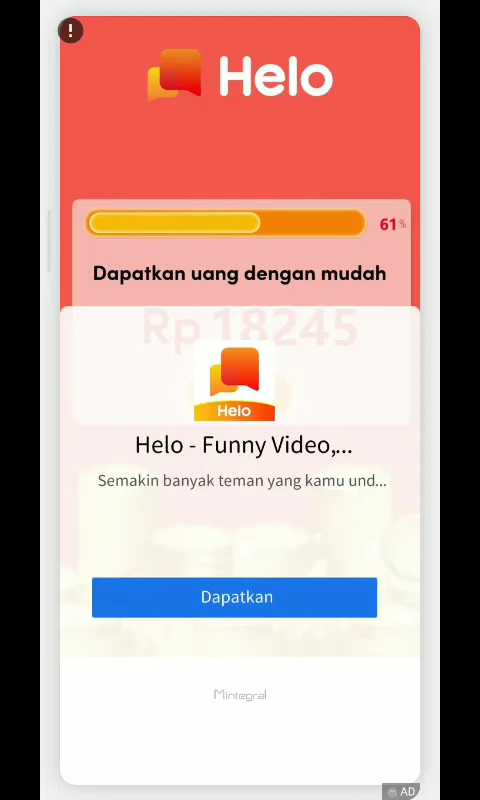 !
Helo
61%
Dapatkan uang dengan mudah
Rp 18245
Helo
Helo - Funny Video,...
Semakin banyak teman yang kamu und...
Dapatkan
Mintegral
AD